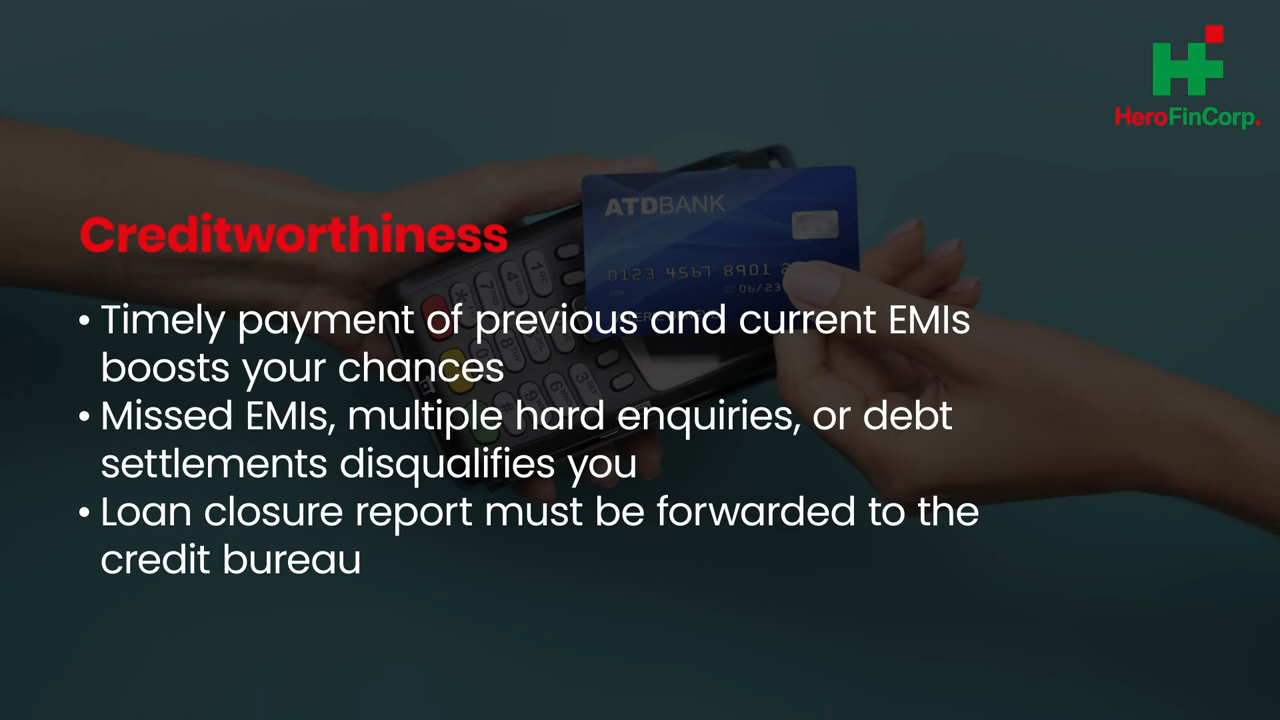 HeroFinCorp.
ATDBANK
0123 4567 8901
06/23
Creditworthiness
• Timely payment of previous and current EMIs
boosts your chances
• Missed EMIs, multiple hard enquiries, or debt
settlements disqualifies you
• Loan closure report must be forwarded to the
credit bureau